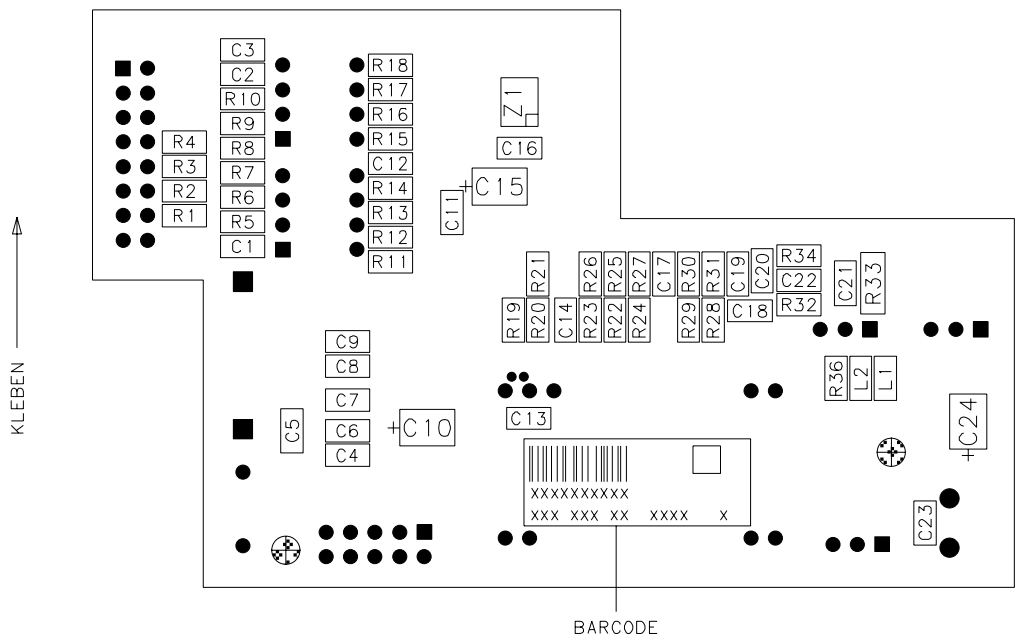 C3
C2
R10
R9
R8
R7
R6
R5
C1
R4
R3
R2
R1
R18
R17
R16
R15
C12
R14
R13
R12
R11
Z1
C16
+ C15
C11
KLEBEN
R21
R26
R25
R27
C17
R30
R31
C19
C20
R34
C22
R32
C21
R33
R19
R20
C14
R23
R22
R24
R29
R28
C18
C9
C8
C7
C6
C4
C5
+ C10
C13
R36
L2
L1
C24 +
C23
XXXXXXXXXX
XXX XXX XX XXXX X
BARCODE